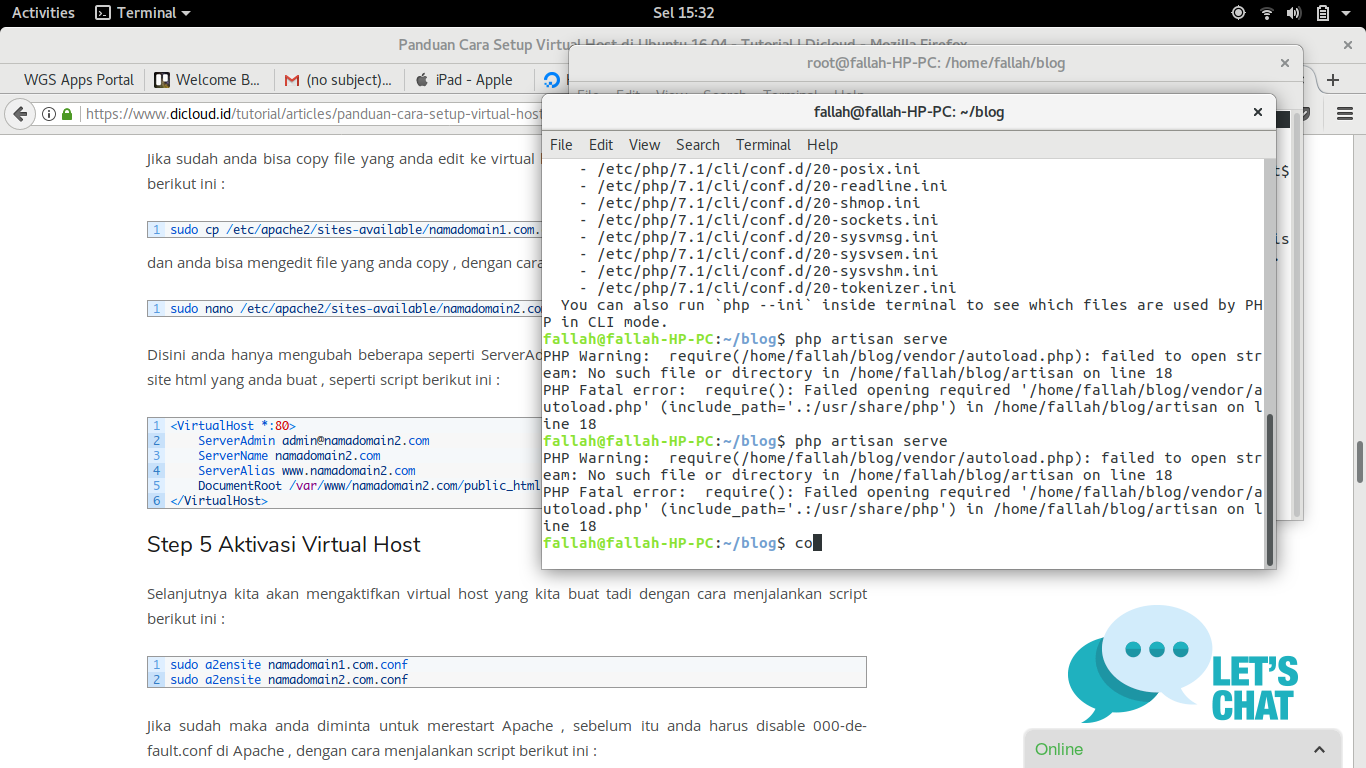 Activities Terminal Sel 15:32
Panduan Cara Setup Virtual Host di Ubuntu 16.04 - Tutorial | Dicloud - Mozilla Firefox
WGS Apps Portal Welcome B... (no subject)... iPad - Apple
https://www.dicloud.id/tutorial/articles/panduan-cara-setup-virtual-host
Jika sudah anda bisa copy file yang anda edit ke virtual
berikut ini :
1 sudo cp /etc/apache2/sites-available/namadomain1.com.
dan anda bisa mengedit file yang anda copy , dengan cara
1 sudo nano /etc/apache2/sites-available/namadomain2.com
Disini anda hanya mengubah beberapa seperti ServerAd
site html yang anda buat , seperti script berikut ini :
1 <VirtualHost *:80>
2 ServerAdmin admin@namadomain2.com
3 ServerName namadomain2.com
4 ServerAlias www.namadomain2.com
5 DocumentRoot /var/www/namadomain2.com/public_html
6 </VirtualHost>
Step 5 Aktivasi Virtual Host
Selanjutnya kita akan mengaktifkan virtual host yang kita buat tadi dengan cara menjalankan script
berikut ini :
1 sudo a2ensite namadomain1.com.conf
2 sudo a2ensite namadomain2.com.conf
Jika sudah maka anda diminta untuk merestart Apache , sebelum itu anda harus disable 000-de-
fault.conf di Apache , dengan cara menjalankan script berikut ini :
root@fallah-HP-PC: /home/fallah/blog
File Edit View Search Terminal Help
fallah@fallah-HP-PC: ~/blog
File Edit View Search Terminal Help
- /etc/php/7.1/cli/conf.d/20-posix.ini
- /etc/php/7.1/cli/conf.d/20-readline.ini
- /etc/php/7.1/cli/conf.d/20-shmop.ini
- /etc/php/7.1/cli/conf.d/20-sockets.ini
- /etc/php/7.1/cli/conf.d/20-sysvmsg.ini
- /etc/php/7.1/cli/conf.d/20-sysvsem.ini
- /etc/php/7.1/cli/conf.d/20-sysvshm.ini
- /etc/php/7.1/cli/conf.d/20-tokenizer.ini
You can also run `php --ini` inside terminal to see which files are used by PH
P in CLI mode.
fallah@fallah-HP-PC:~/blog$ php artisan serve
PHP Warning:  require(/home/fallah/blog/vendor/autoload.php): failed to open str
eam: No such file or directory in /home/fallah/blog/artisan on line 18
PHP Fatal error:  require(): Failed opening required '/home/fallah/blog/vendor/a
utoload.php' (include_path='.:/usr/share/php') in /home/fallah/blog/artisan on l
ine 18
fallah@fallah-HP-PC:~/blog$ php artisan serve
PHP Warning:  require(/home/fallah/blog/vendor/autoload.php): failed to open str
eam: No such file or directory in /home/fallah/blog/artisan on line 18
PHP Fatal error:  require(): Failed opening required '/home/fallah/blog/vendor/a
utoload.php' (include_path='.:/usr/share/php') in /home/fallah/blog/artisan on l
ine 18
fallah@fallah-HP-PC:~/blog$ co
t$
is
LET'S
CHAT
Online